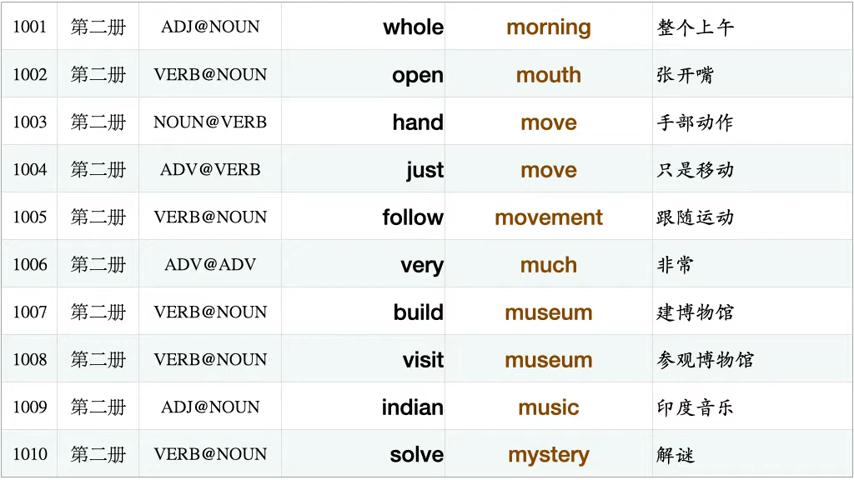 1001 第二册 ADJ@NOUN whole morning 整个上午
1002 第二册 VERB@NOUN open mouth 张开嘴
1003 第二册 NOUN@VERB hand move 手部动作
1004 第二册 ADV@VERB just move 只是移动
1005 第二册 VERB@NOUN follow movement 跟随运动
1006 第二册 ADV@ADV very much 非常
1007 第二册 VERB@NOUN build museum 建博物馆
1008 第二册 VERB@NOUN visit museum 参观博物馆
1009 第二册 ADJ@NOUN indian music 印度音乐
1010 第二册 VERB@NOUN solve mystery 解谜